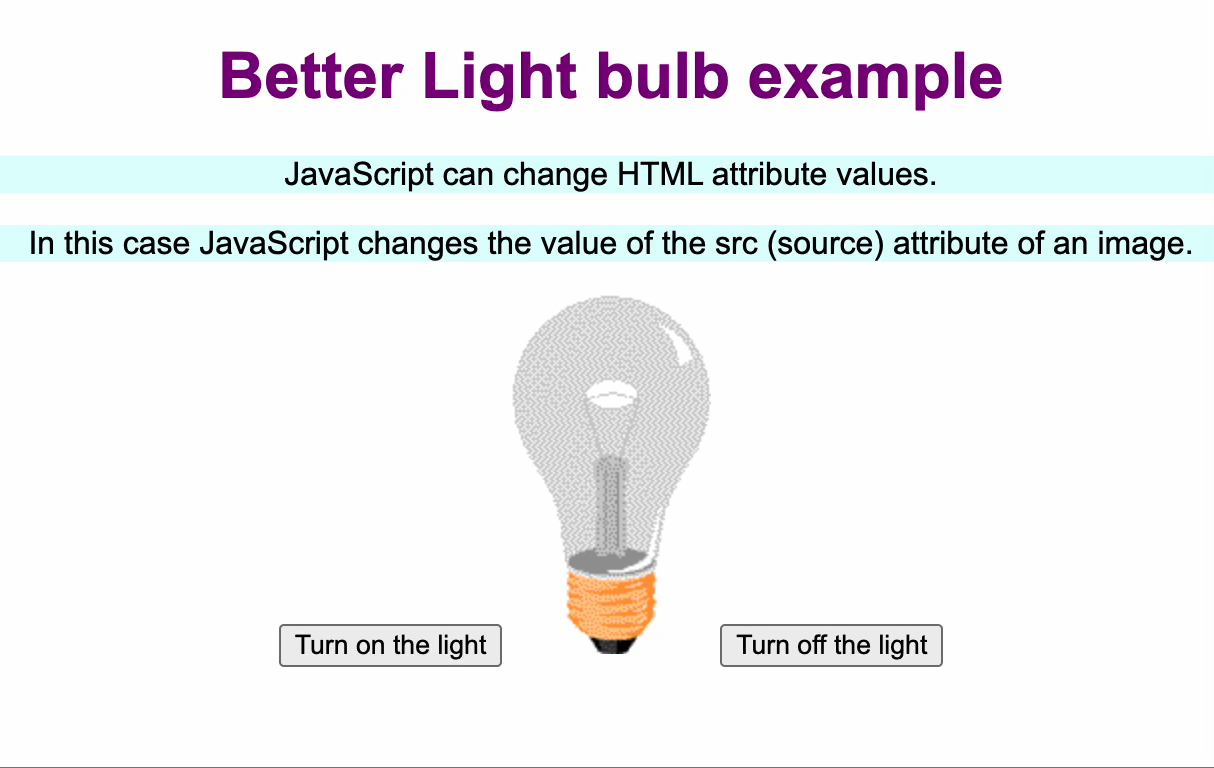 Better Light bulb example
JavaScript can change HTML attribute values.
In this case JavaScript changes the value of the src (source) attribute of an image.
Turn on the light
Turn off the light